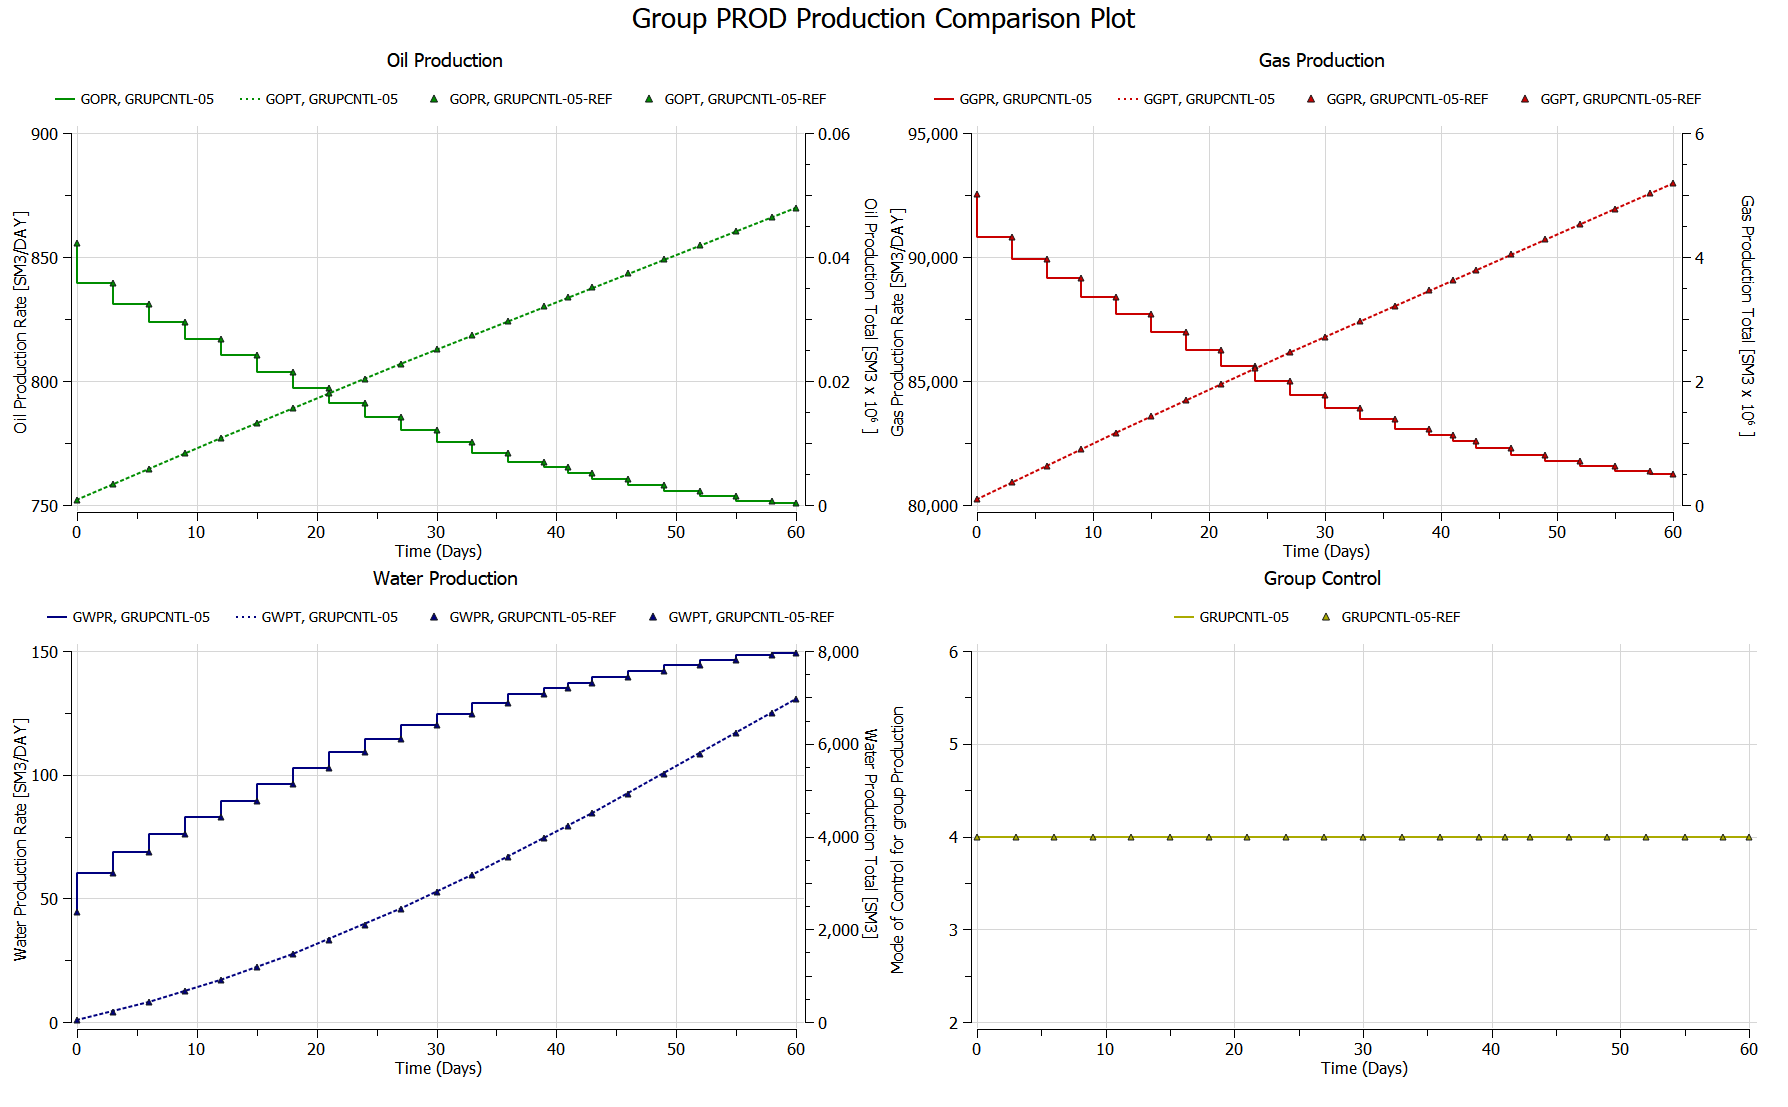 Group PROD Production Comparison Plot
Oil Production
GOPR, GRUPCNTL-05 GOPT, GRUPCNTL-05 GOPR, GRUPCNTL-05-REF GOPT, GRUPCNTL-05-REF
900
850
800
750
Oil Production Rate [SM3/DAY]
0.06
0.04
0.02
0
Oil Production Total [SM3 x 10⁶ ]
0 10 20 30 40 50 60
Time (Days)
Gas Production
GGPR, GRUPCNTL-05 GGPT, GRUPCNTL-05 GGPR, GRUPCNTL-05-REF GGPT, GRUPCNTL-05-REF
95,000
90,000
85,000
80,000
Gas Production Rate [SM3/DAY]
6
4
2
0
Gas Production Total [SM3 x 10⁶ ]
0 10 20 30 40 50 60
Time (Days)
Water Production
GWPR, GRUPCNTL-05 GWPT, GRUPCNTL-05 GWPR, GRUPCNTL-05-REF GWPT, GRUPCNTL-05-REF
150
100
50
0
Water Production Rate [SM3/DAY]
8,000
6,000
4,000
2,000
0
Water Production Total [SM3]
0 10 20 30 40 50 60
Time (Days)
Group Control
GRUPCNTL-05 GRUPCNTL-05-REF
6
5
4
3
2
Mode of Control for group Production
0 10 20 30 40 50 60
Time (Days)